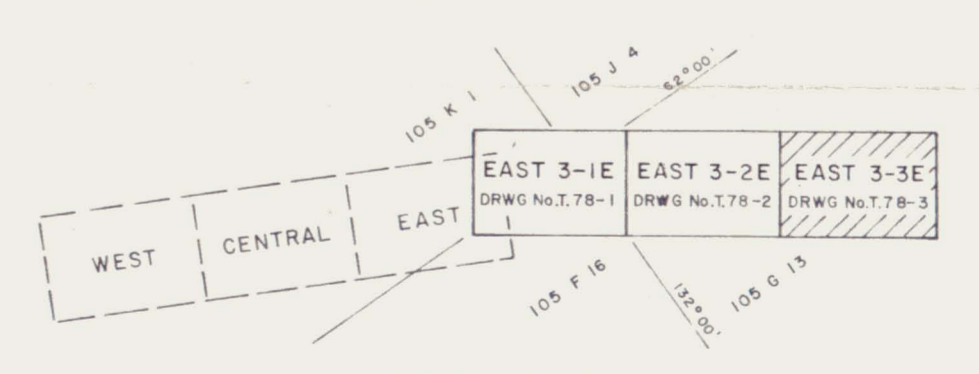 105 J 4
62°00'
105 K 1
EAST 3-1E
DRWG No.T.78-1
EAST 3-2E
DRWG No.T.78-2
EAST 3-3E
DRWG No.T.78-3
WEST
CENTRAL
EAST
105 F 16
132°00'
105 G 13